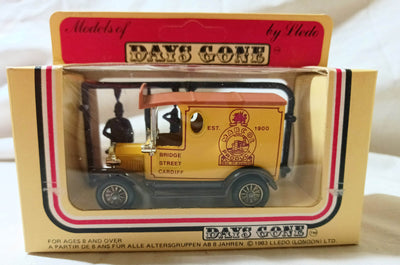 Models of
by Lledo
DAYS GONE
EST. 1900
BRIDGE
STREET
CARDIFF
DAYS GONE
FOR AGES 8 AND OVER
A PARTIR DE 8 ANS FUR ALLE ALTERSGRUPPEN AB 8 JAHREN. © 1983 LLEDO (LONDON) LTD.